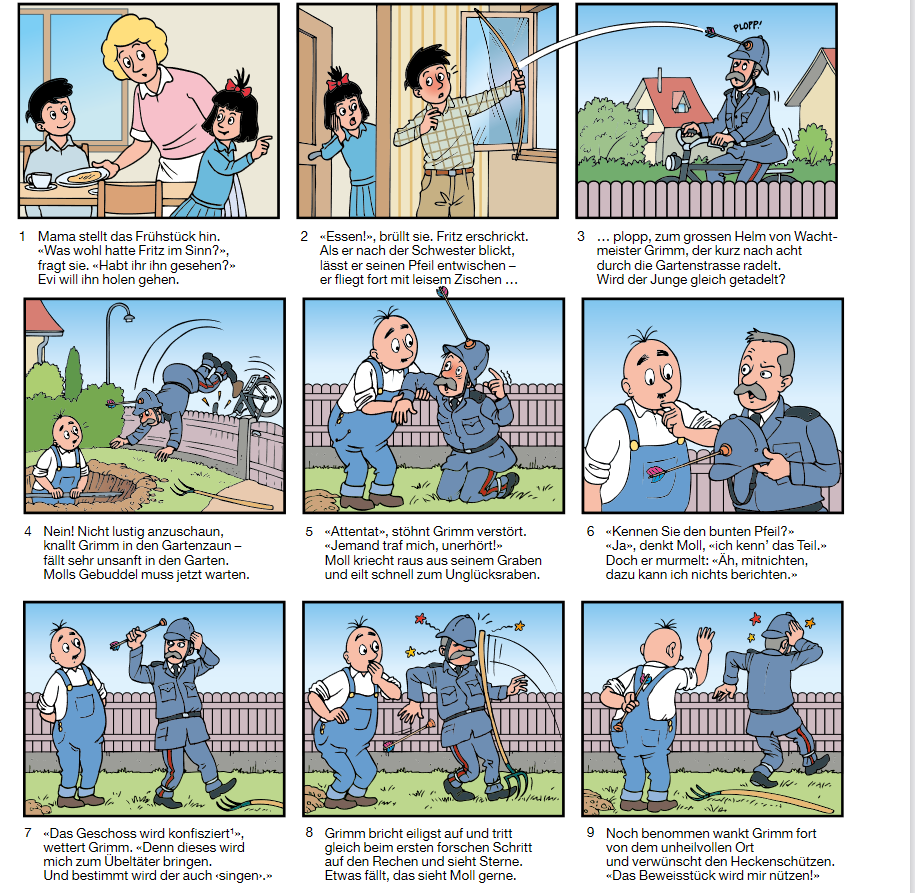 PLOPP!
1 Mama stellt das Frühstück hin.
«Was wohl hatte Fritz im Sinn?»,
fragt sie. «Habt ihr ihn gesehen?»
Evi will ihn holen gehen.
2 «Essen!», brüllt sie. Fritz erschrickt.
Als er nach der Schwester blickt,
lässt er seinen Pfeil entwischen –
er fliegt fort mit leisem Zischen ...
3 ... plopp, zum grossen Helm von Wacht-
meister Grimm, der kurz nach acht
durch die Gartenstrasse radelt.
Wird der Junge gleich getadelt?
4 Nein! Nicht lustig anzuschaun,
knallt Grimm in den Gartenzaun –
fällt sehr unsanft in den Garten.
Molls Gebuddel muss jetzt warten.
5 «Attentat», stöhnt Grimm verstört.
«Jemand traf mich, unerhört!»
Moll kriecht raus aus seinem Graben
und eilt schnell zum Unglücksraben.
6 «Kennen Sie den bunten Pfeil?»
«Ja», denkt Moll, «ich kenn’ das Teil.»
Doch er murmelt: «Äh, mitnichten,
dazu kann ich nichts berichten.»
7 «Das Geschoss wird konfisziert¹»,
wettert Grimm. «Denn dieses wird
mich zum Übeltäter bringen.
Und bestimmt wird der auch ‹singen›.»
8 Grimm bricht eiligst auf und tritt
gleich beim ersten forschen Schritt
auf den Rechen und sieht Sterne.
Etwas fällt, das sieht Moll gerne.
9 Noch benommen wankt Grimm fort
von dem unheilvollen Ort
und verwünscht den Heckenschützen.
«Das Beweisstück wird mir nützen!»